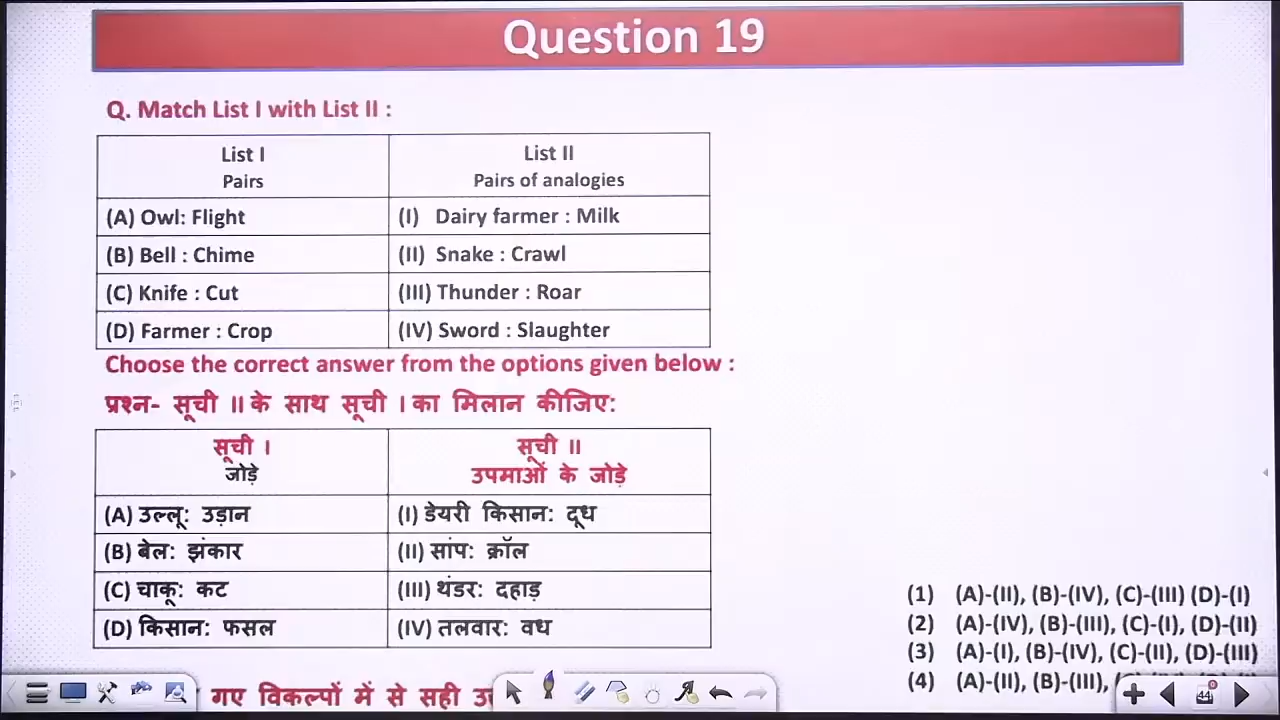 Question 19
Q. Match List I with List II :
List I
Pairs
List II
Pairs of analogies
(A) Owl: Flight
(I) Dairy farmer : Milk
(B) Bell : Chime
(II) Snake : Crawl
(C) Knife : Cut
(III) Thunder : Roar
(D) Farmer : Crop
(IV) Sword : Slaughter
Choose the correct answer from the options given below :
प्रश्न- सूची II के साथ सूची I का मिलान कीजिए:
सूची I
जोड़े
सूची II
उपमाओं के जोड़े
(A) उल्लू: उड़ान
(I) डेयरी किसान: दूध
(B) बेल: झंकार
(II) सांप: क्रॉल
(C) चाकू: कट
(III) थंडर: दहाड़
(D) किसान: फसल
(IV) तलवार: वध
(1) (A)-(II), (B)-(IV), (C)-(III) (D)-(I)
(2) (A)-(IV), (B)-(III), (C)-(I), (D)-(II)
(3) (A)-(I), (B)-(IV), (C)-(II), (D)-(III)
(4) (A)-(II), (B)-(III),
गए विकल्पों में से सही
44